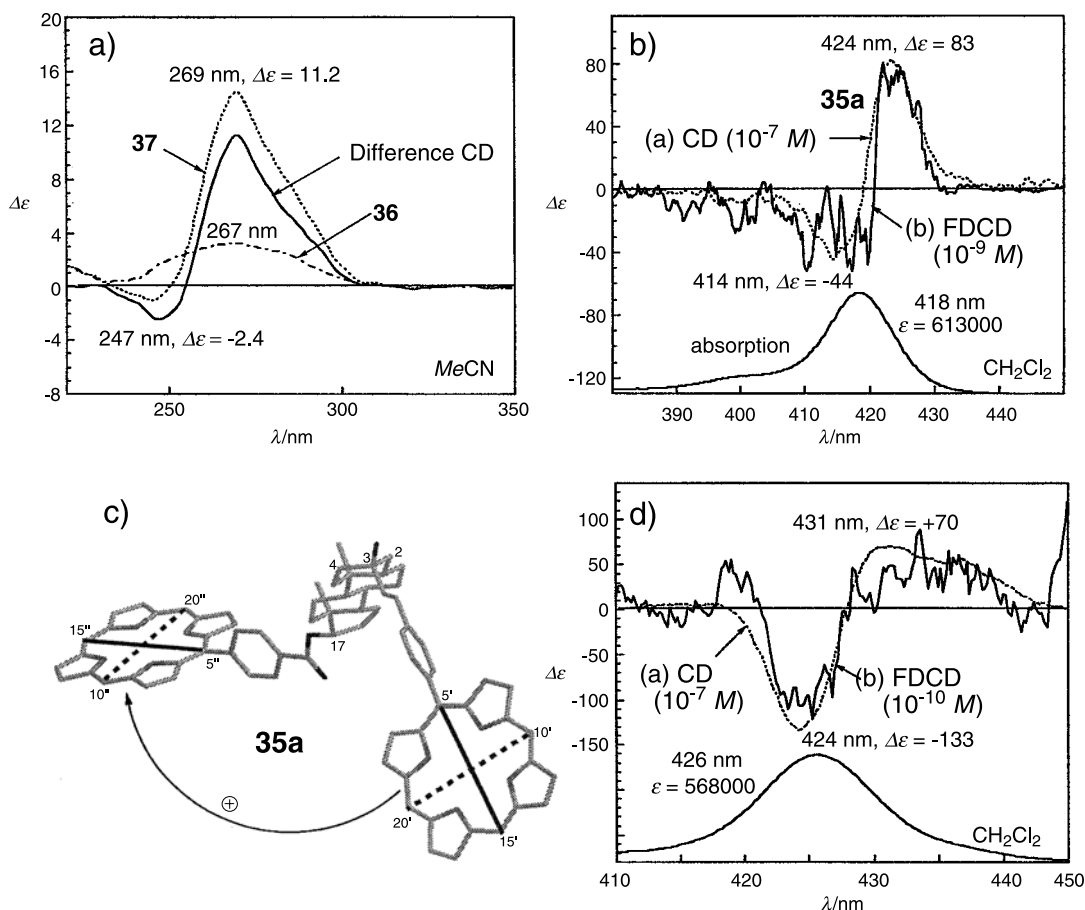 a)
20
16
12
8
4
0
-4
-8
Δε
269 nm, Δε = 11.2
37
Difference CD
36
267 nm
247 nm, Δε = -2.4
MeCN
250
300
350
λ/nm
b)
80
40
0
-40
-80
-120
Δε
424 nm, Δε = 83
35a
(a) CD (10⁻⁷ M)
(b) FDCD
(10⁻⁹ M)
414 nm, Δε = -44
418 nm
ε = 613000
absorption
CH₂Cl₂
390
400
410
420
430
440
λ/nm
c)
4
3
2
17
20"
15"
5"
10"
5'
10'
20'
15'
35a
⊕
d)
100
50
0
-50
-100
-150
Δε
431 nm, Δε = +70
(a) CD
(10⁻⁷ M)
(b) FDCD
(10⁻¹⁰ M)
424 nm, Δε = -133
426 nm
ε = 568000
CH₂Cl₂
410
420
430
440
450
λ/nm